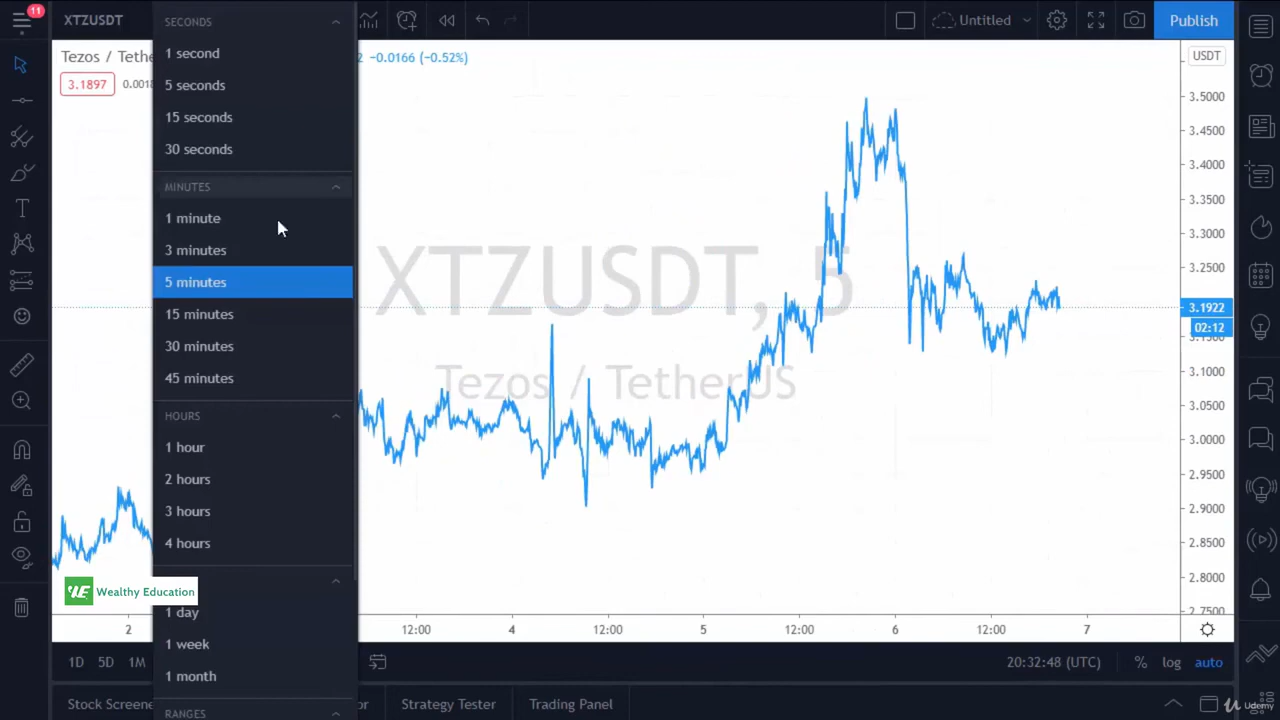 11
XTZUSDT
Untitled
Publish
Tezos / Tethe
2 −0.0166 (−0.52%)
3.1897
0.001
SECONDS
1 second
5 seconds
15 seconds
30 seconds
MINUTES
1 minute
3 minutes
5 minutes
15 minutes
30 minutes
45 minutes
HOURS
1 hour
2 hours
3 hours
4 hours
1 day
1 week
1 month
RANGES
XTZUSDT, 5
Tezos / TetherUS
USDT
3.5000
3.4500
3.4000
3.3500
3.3000
3.2500
3.1922
02:12
3.1000
3.0500
3.0000
2.9500
2.9000
2.8500
2.8000
2.7500
Wealthy Education
2
12:00
4
12:00
5
12:00
6
12:00
7
1D 5D 1M
20:32:48 (UTC)
%
log
auto
Stock Screene
or
Strategy Tester
Trading Panel
Udemy